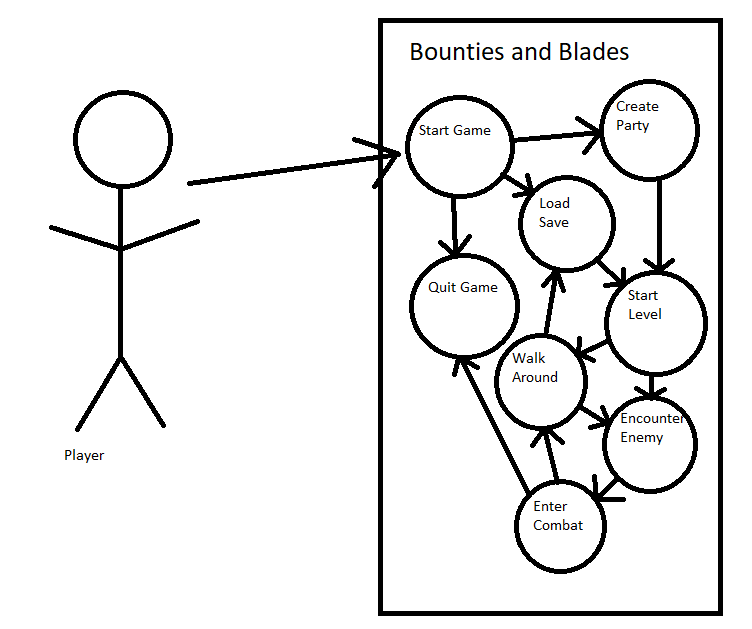 Bounties and Blades
Start Game
Create
Party
Load
Save
Quit Game
Start
Level
Walk
Around
Encounter
Enemy
Enter
Combat
Player